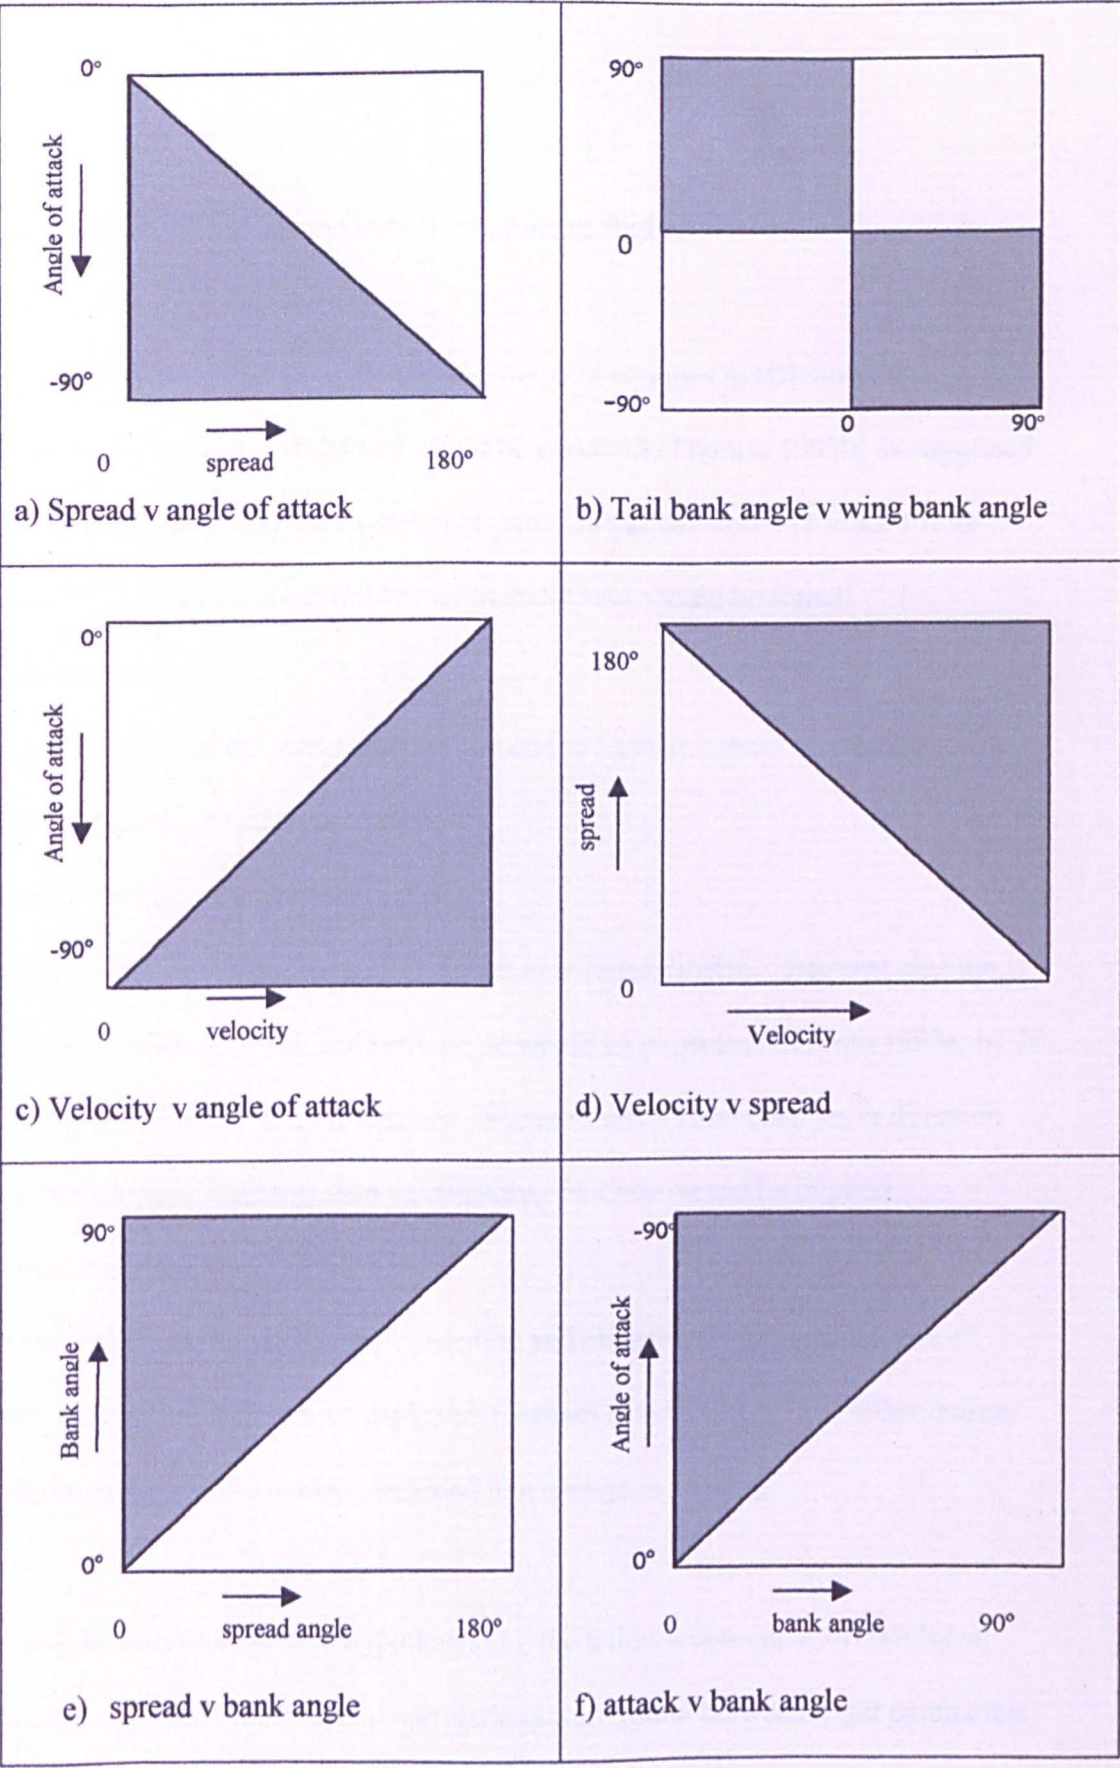 0°
Angle of attack
-90°
0
spread
180°
a) Spread v angle of attack
90°
0
-90°
0
90°
b) Tail bank angle v wing bank angle
0°
Angle of attack
-90°
0
velocity
c) Velocity v angle of attack
180°
spread
0
Velocity
d) Velocity v spread
90°
Bank angle
0°
0
spread angle
180°
e) spread v bank angle
-90°
Angle of attack
0°
0
bank angle
90°
f) attack v bank angle